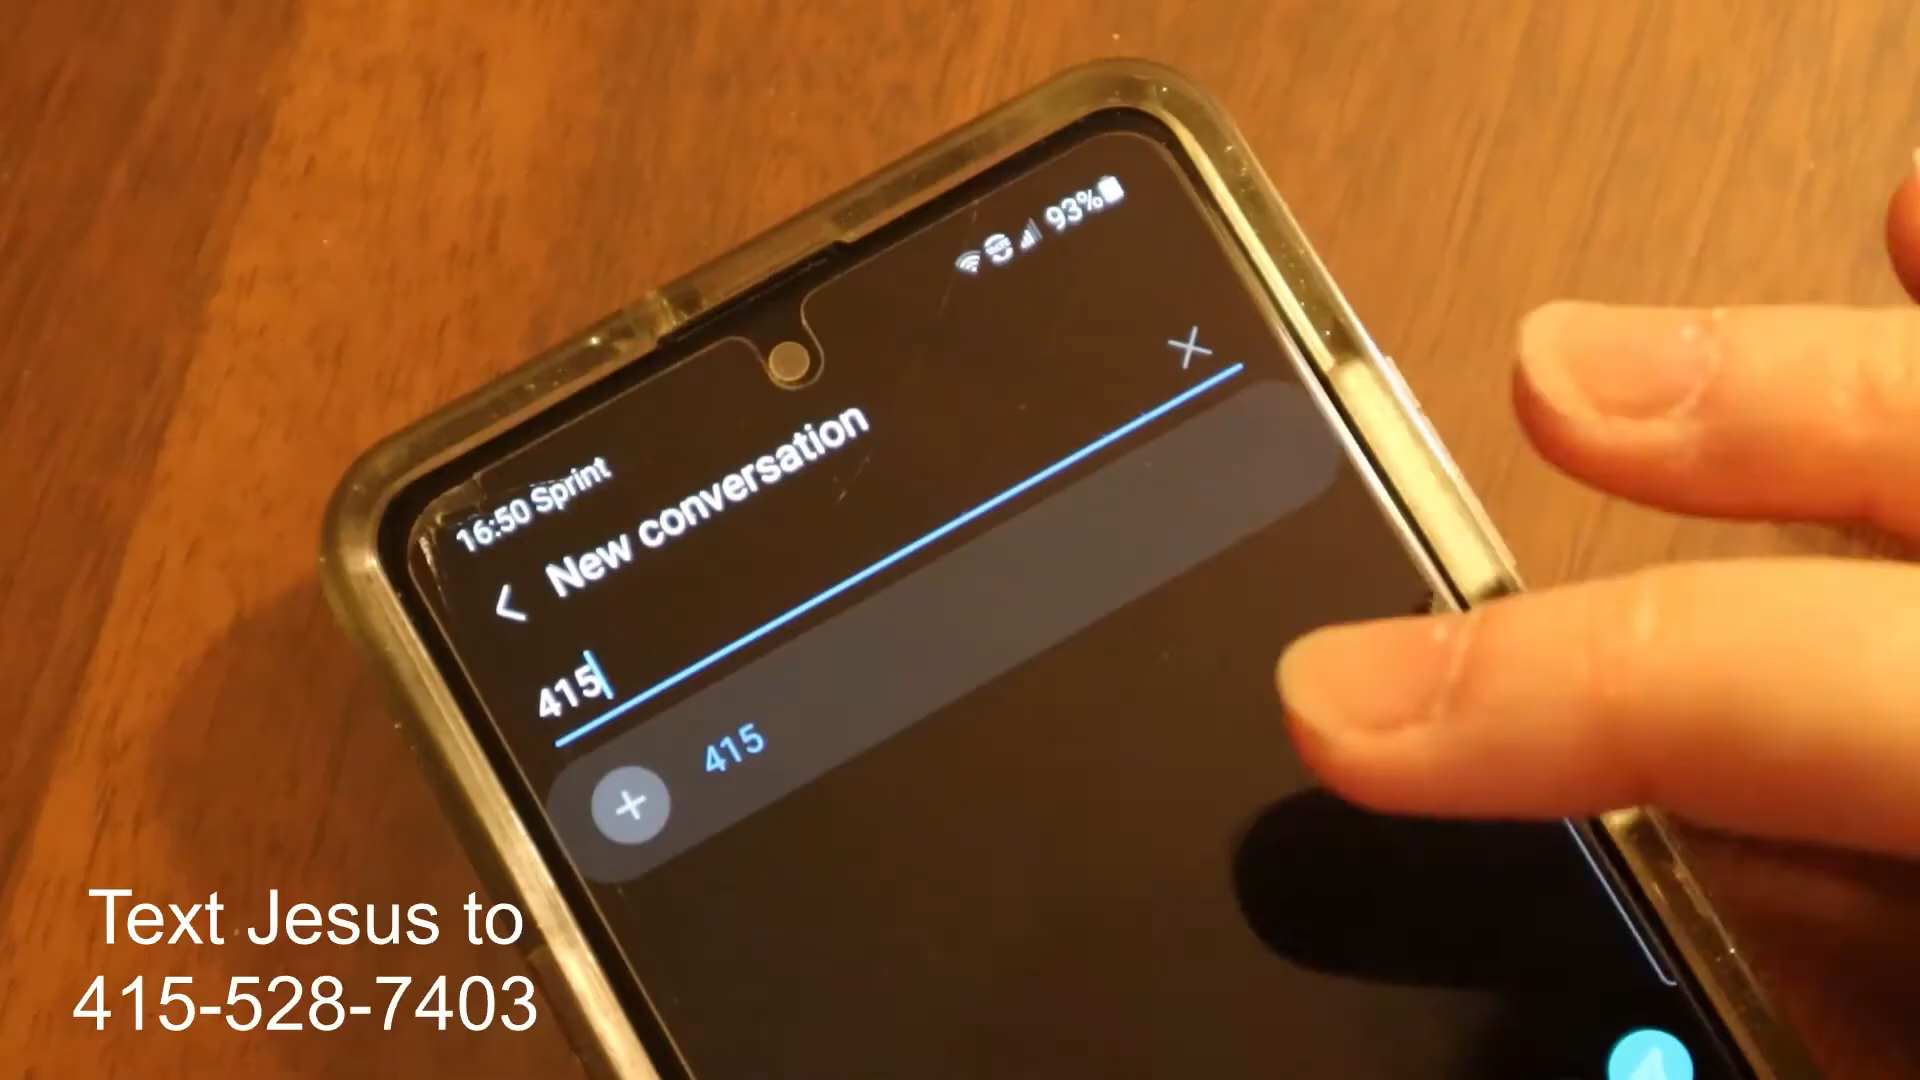 93%
16:50 Sprint
New conversation
415
415
Text Jesus to
415-528-7403